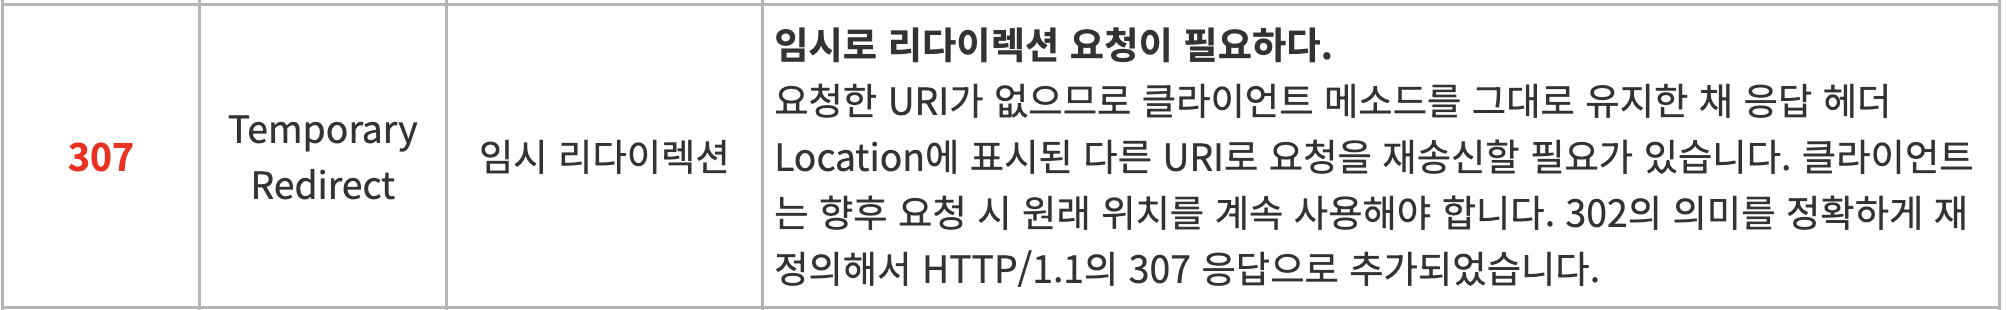 307
Temporary
Redirect
임시 리다이렉션
임시로 리다이렉션 요청이 필요하다.
요청한 URI가 없으므로 클라이언트 메소드를 그대로 유지한 채 응답 헤더
Location에 표시된 다른 URI로 요청을 재송신할 필요가 있습니다. 클라이언트
는 향후 요청 시 원래 위치를 계속 사용해야 합니다. 302의 의미를 정확하게 재
정의해서 HTTP/1.1의 307 응답으로 추가되었습니다.